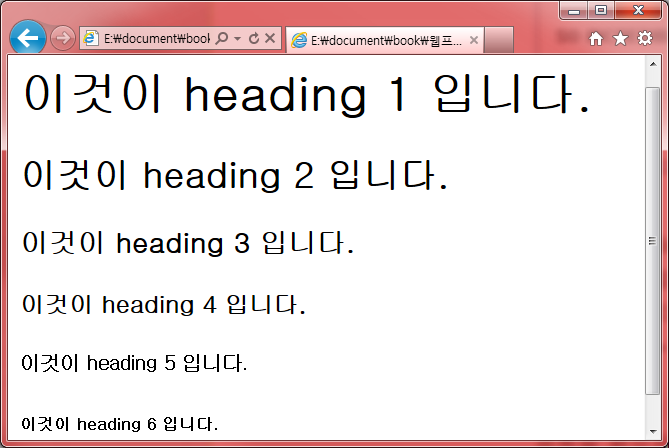 E:￦document￦book
E:￦document￦book￦웹프...
이것이 heading 1 입니다.
이것이 heading 2 입니다.
이것이 heading 3 입니다.
이것이 heading 4 입니다.
이것이 heading 5 입니다.
이것이 heading 6 입니다.